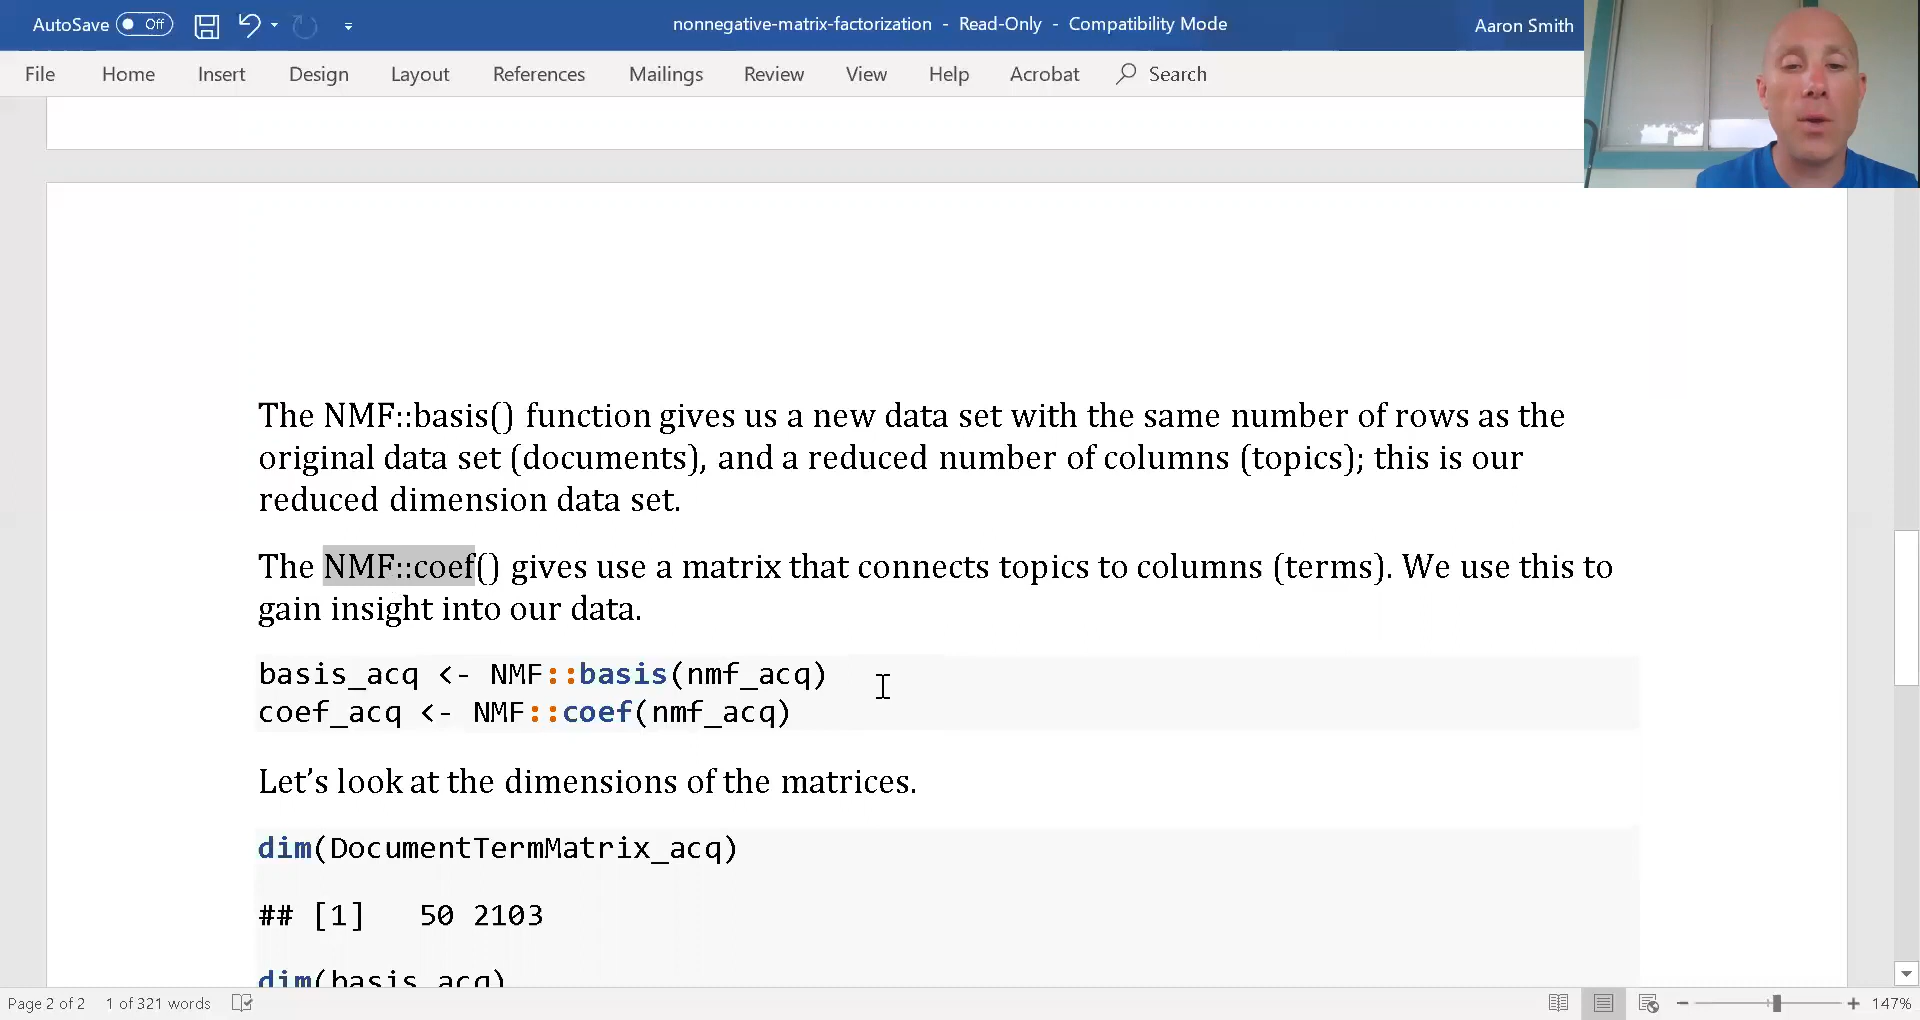 AutoSave Off nonnegative-matrix-factorization - Read-Only - Compatibility Mode Aaron Smith
File Home Insert Design Layout References Mailings Review View Help Acrobat Search
The NMF::basis() function gives us a new data set with the same number of rows as the
original data set (documents), and a reduced number of columns (topics); this is our
reduced dimension data set.
The NMF::coef() gives use a matrix that connects topics to columns (terms). We use this to
gain insight into our data.
basis_acq <- NMF::basis(nmf_acq)
coef_acq <- NMF::coef(nmf_acq)
Let’s look at the dimensions of the matrices.
dim(DocumentTermMatrix_acq)
## [1] 50 2103
dim(basis_acq)
Page 2 of 2 1 of 321 words 147%